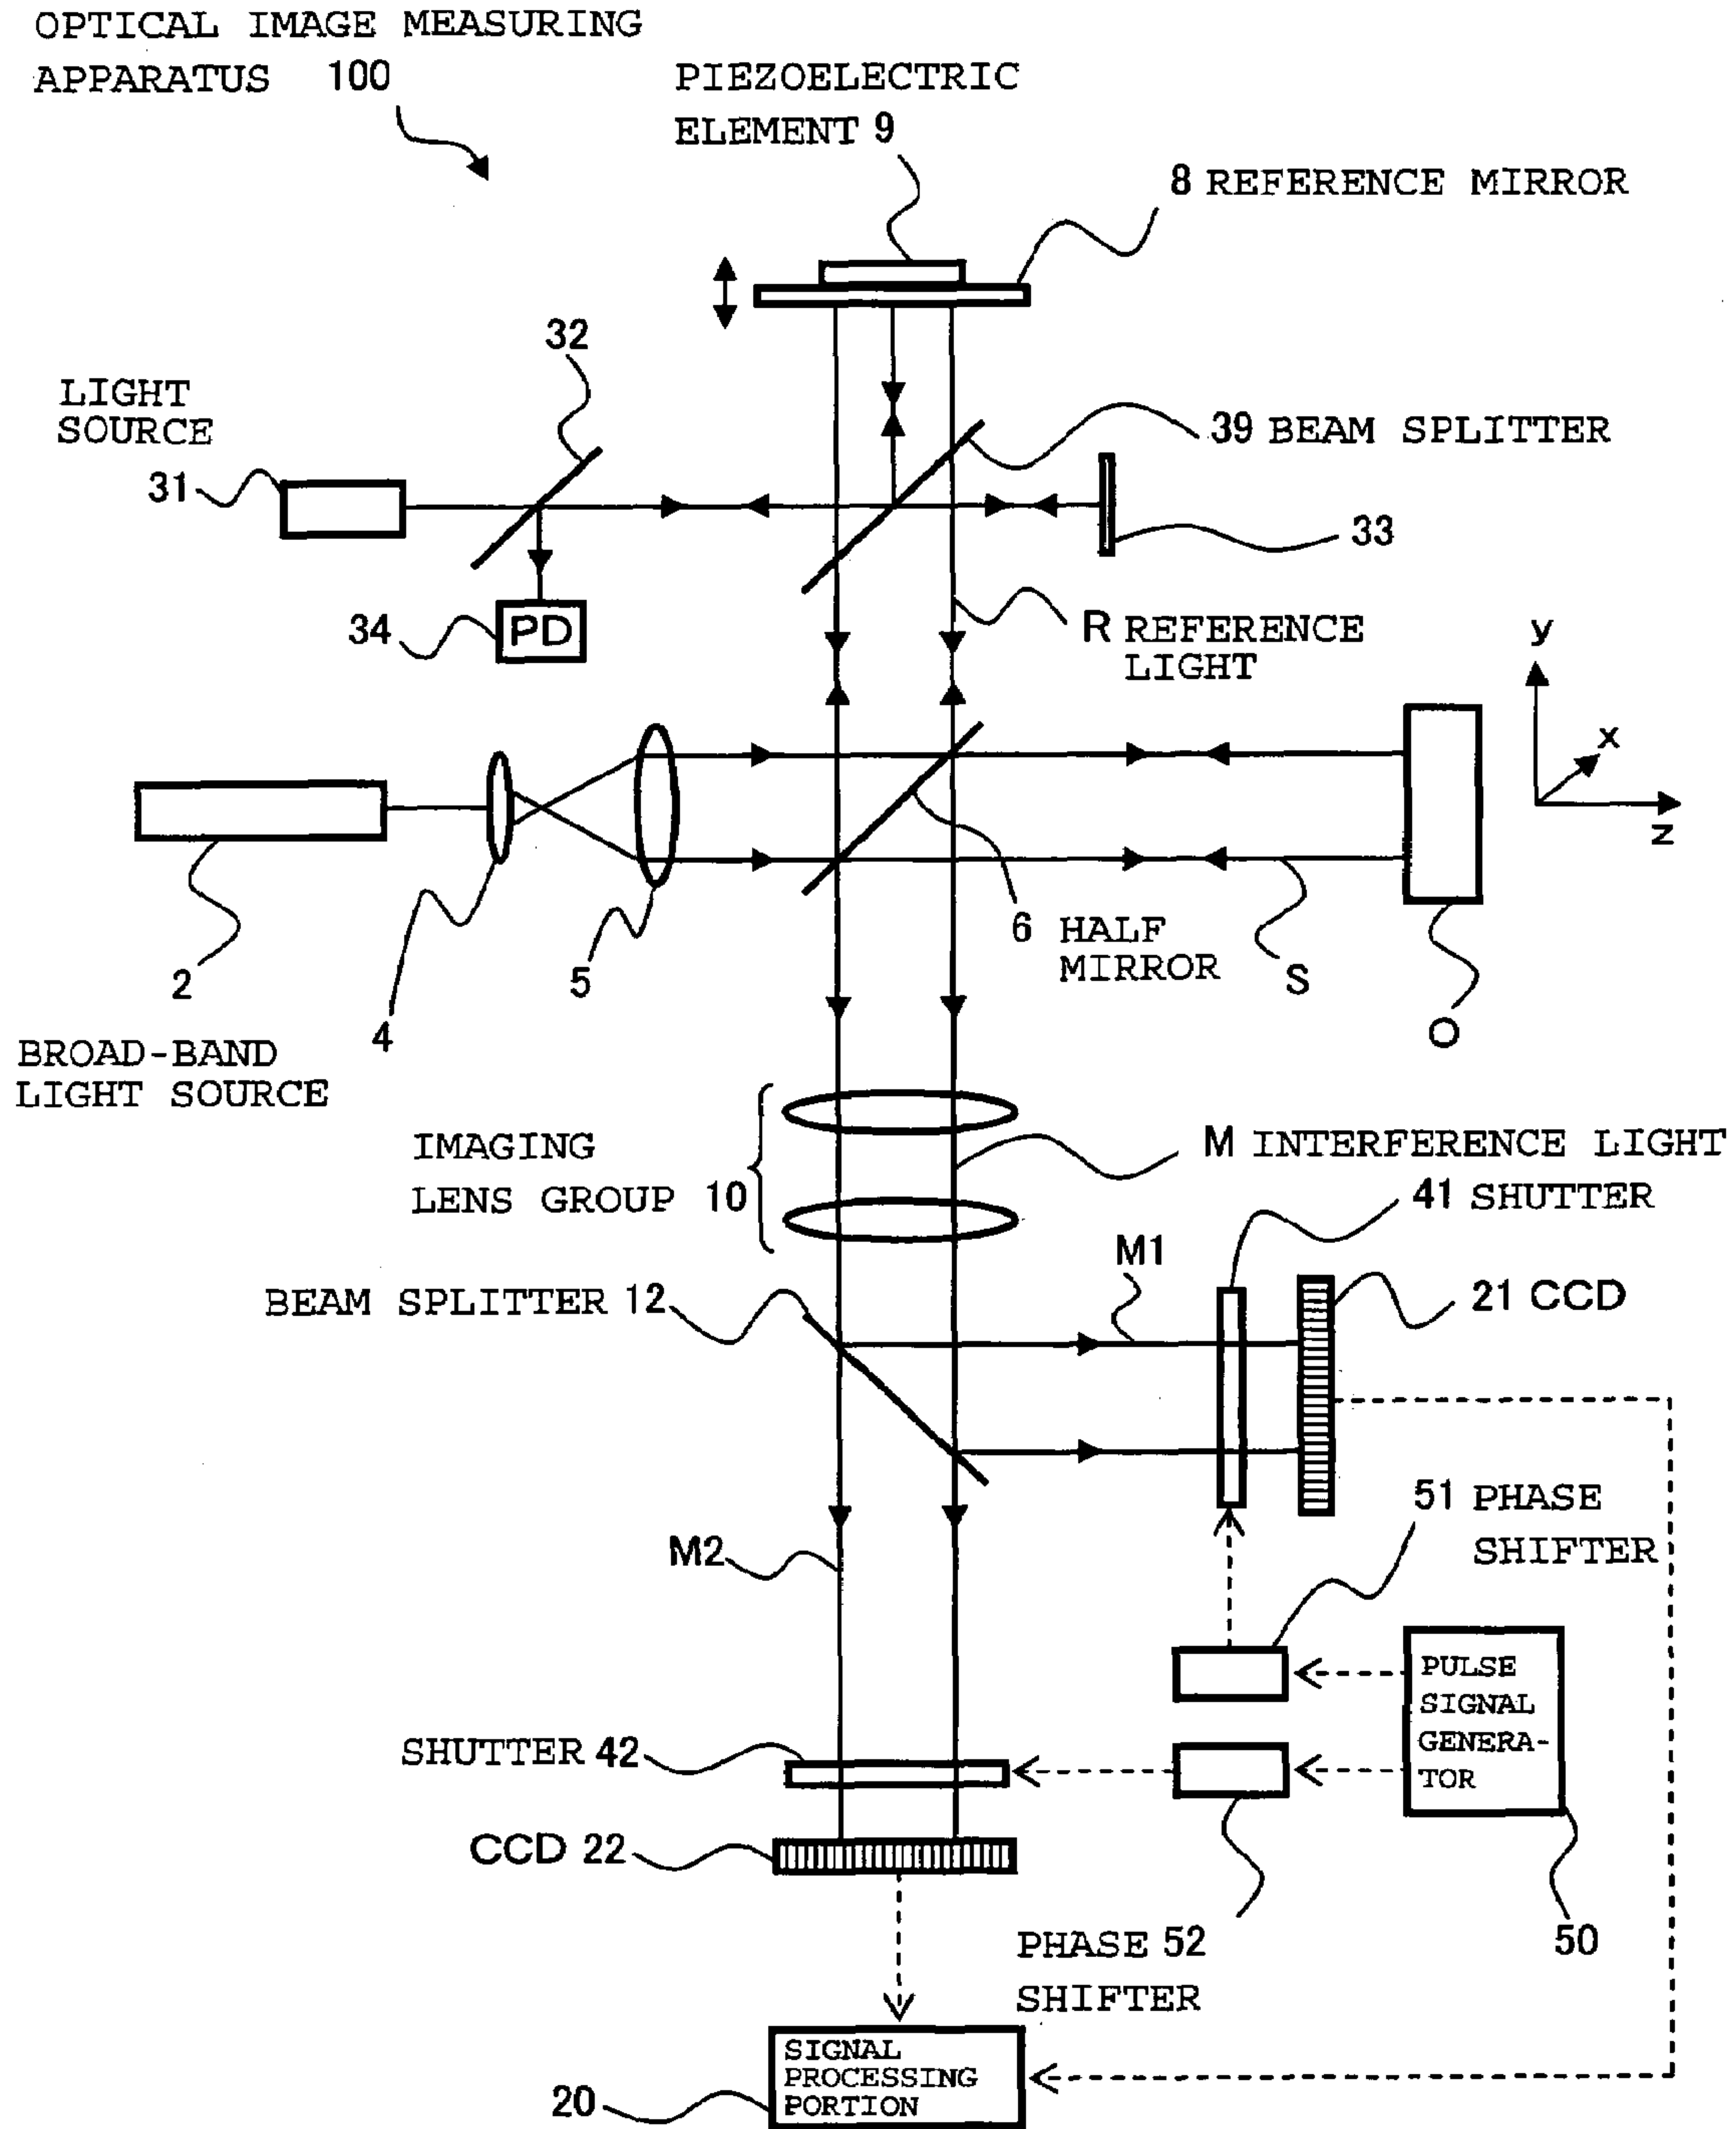 OPTICAL IMAGE MEASURING
APPARATUS 100
PIEZOELECTRIC
ELEMENT 9
8 REFERENCE MIRROR
32
LIGHT
SOURCE
31
39 BEAM SPLITTER
33
34
PD
R REFERENCE
LIGHT
y
x
z
2
4
5
6 HALF
MIRROR
S
O
BROAD-BAND
LIGHT SOURCE
IMAGING
LENS GROUP 10
M INTERFERENCE LIGHT
41 SHUTTER
M1
21 CCD
BEAM SPLITTER 12
51 PHASE
SHIFTER
M2
PULSE
SIGNAL
GENERA-
TOR
SHUTTER 42
CCD 22
50
PHASE 52
SHIFTER
SIGNAL
PROCESSING
PORTION
20